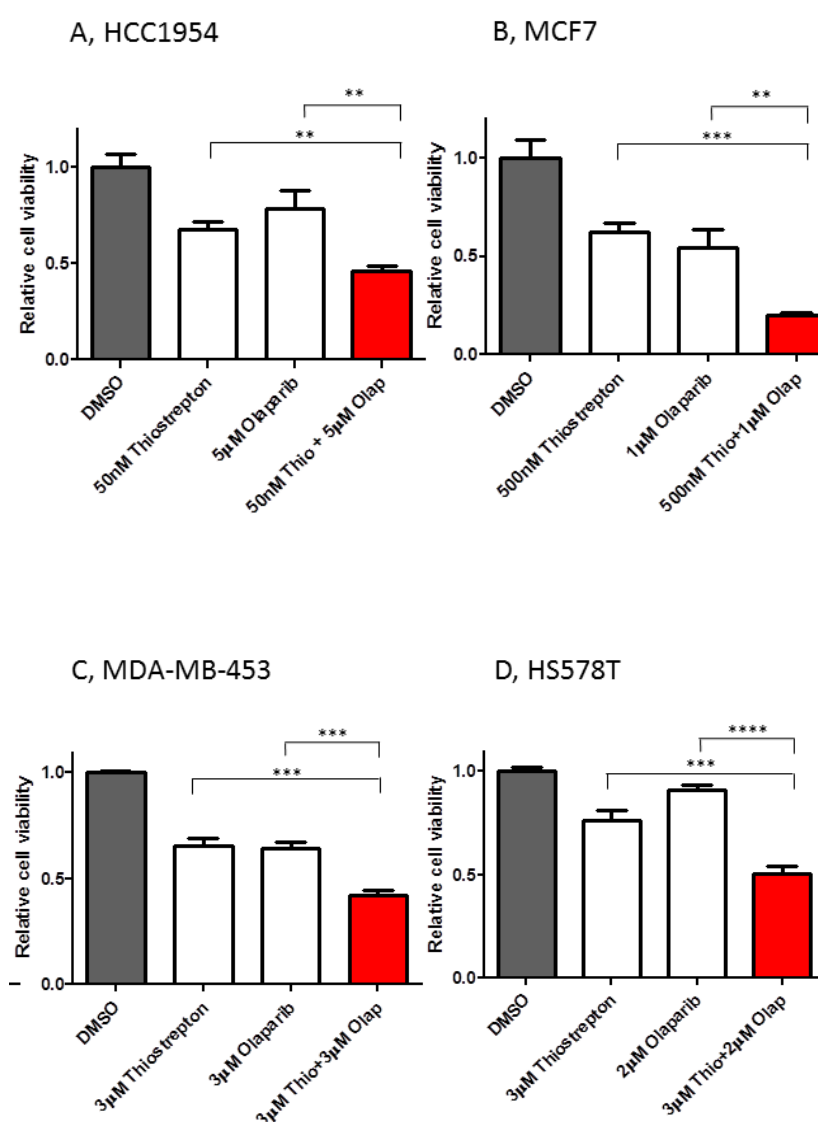 A, HCC1954
**
**
Relative cell viability
1.0
0.5
0.0
DMSO
50nM Thiostrepton
5μM Olaparib
50nM Thio + 5μM Olap
B, MCF7
**
***
Relative cell viability
1.0
0.5
0.0
DMSO
500nM Thiostrepton
1μM Olaparib
500nM Thio+1μM Olap
C, MDA-MB-453
***
***
Relative cell viability
1.0
0.5
0.0
DMSO
3μM Thiostrepton
3μM Olaparib
3μM Thio+3μM Olap
D, HS578T
****
***
Relative cell viability
1.0
0.5
0.0
DMSO
3μM Thiostrepton
2μM Olaparib
3μM Thio+2μM Olap